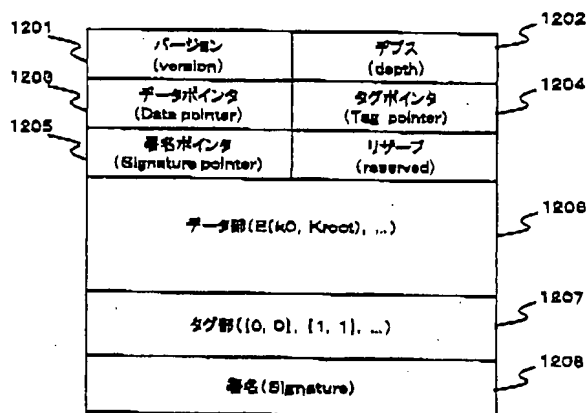 1201
バージョン
(version)
デプス
(depth)
1202
1203
データポインタ
(Data pointer)
タグポインタ
(Tag pointer)
1204
1205
署名ポインタ
(Signature pointer)
リザーブ
(reserved)
データ部(E(k0, Kroot), ...)
1206
タグ部({0, 0}, {1, 1}, ...)
1207
署名(Signature)
1208